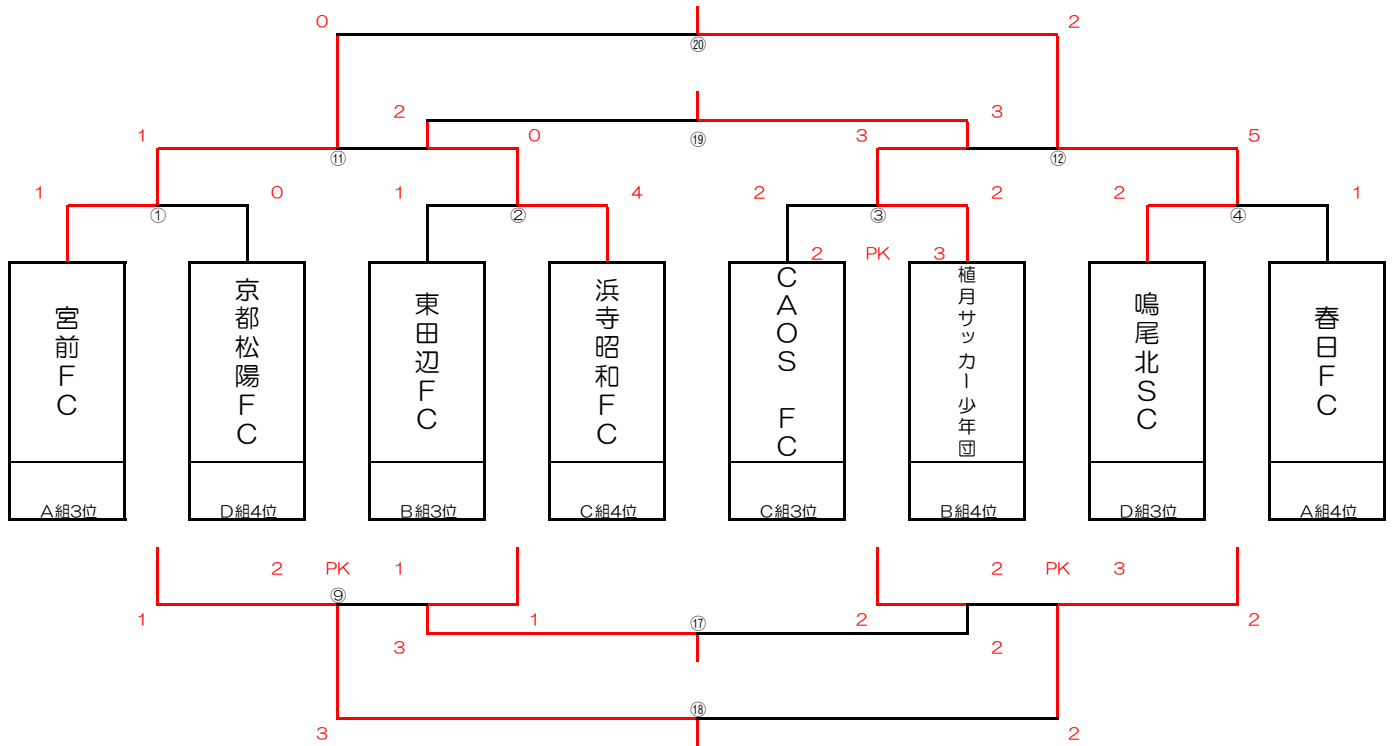 0 2
⑳
2 3
1 0 ⑲ 3 5
⑪ ⑫
1 0 1 4 2 2 2 1
① ② ③ ④
2 PK 3
宮前FC
京都松陽FC
東田辺FC
浜寺昭和FC
CAOS FC
植月サッカー少年団
鳴尾北SC
春日FC
A組3位 D組4位 B組3位 C組4位 C組3位 B組4位 D組3位 A組4位
2 PK 1 2 PK 3
⑨
1 1 ⑰ 2 2
3 2
⑱
3 2